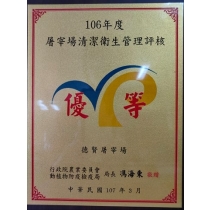 106年度
屠宰場清潔衛生管理評核
優等
德賢屠宰場
行政院農業委員會
動植物防疫檢疫局 局長 馮海東
中華民國107年5月